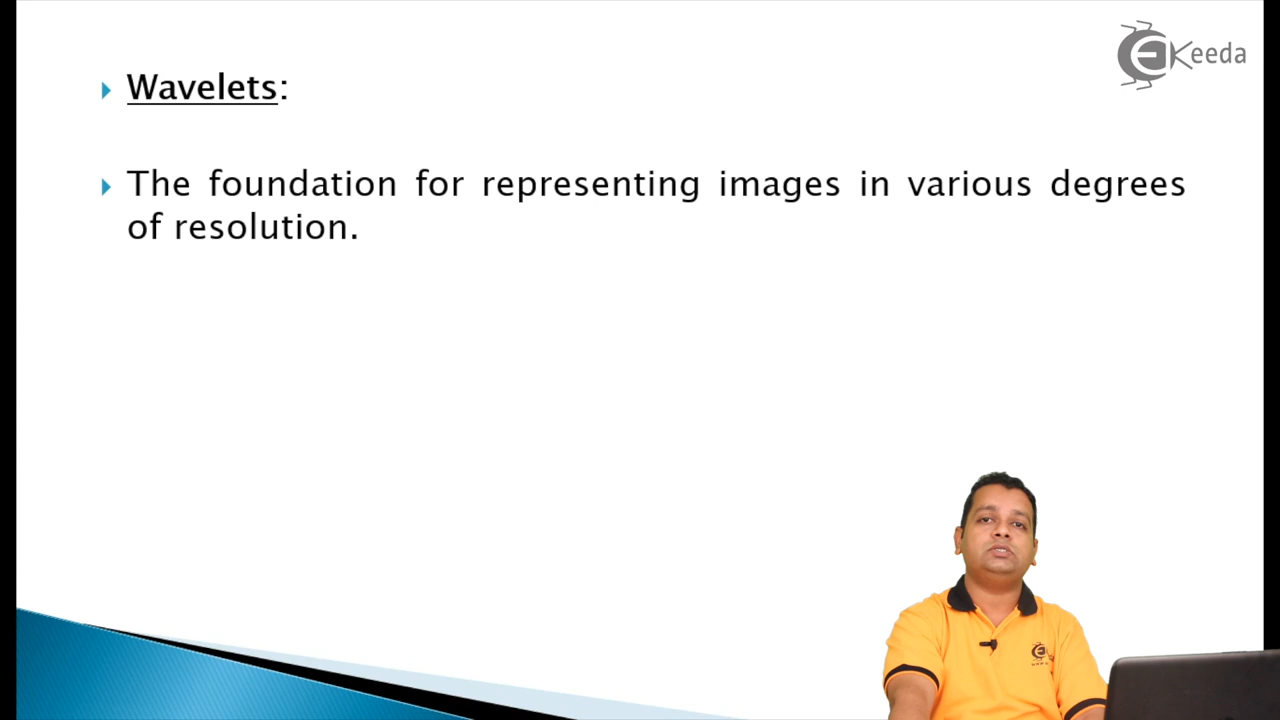 EKeeda
Wavelets:
The foundation for representing images in various degrees
of resolution.